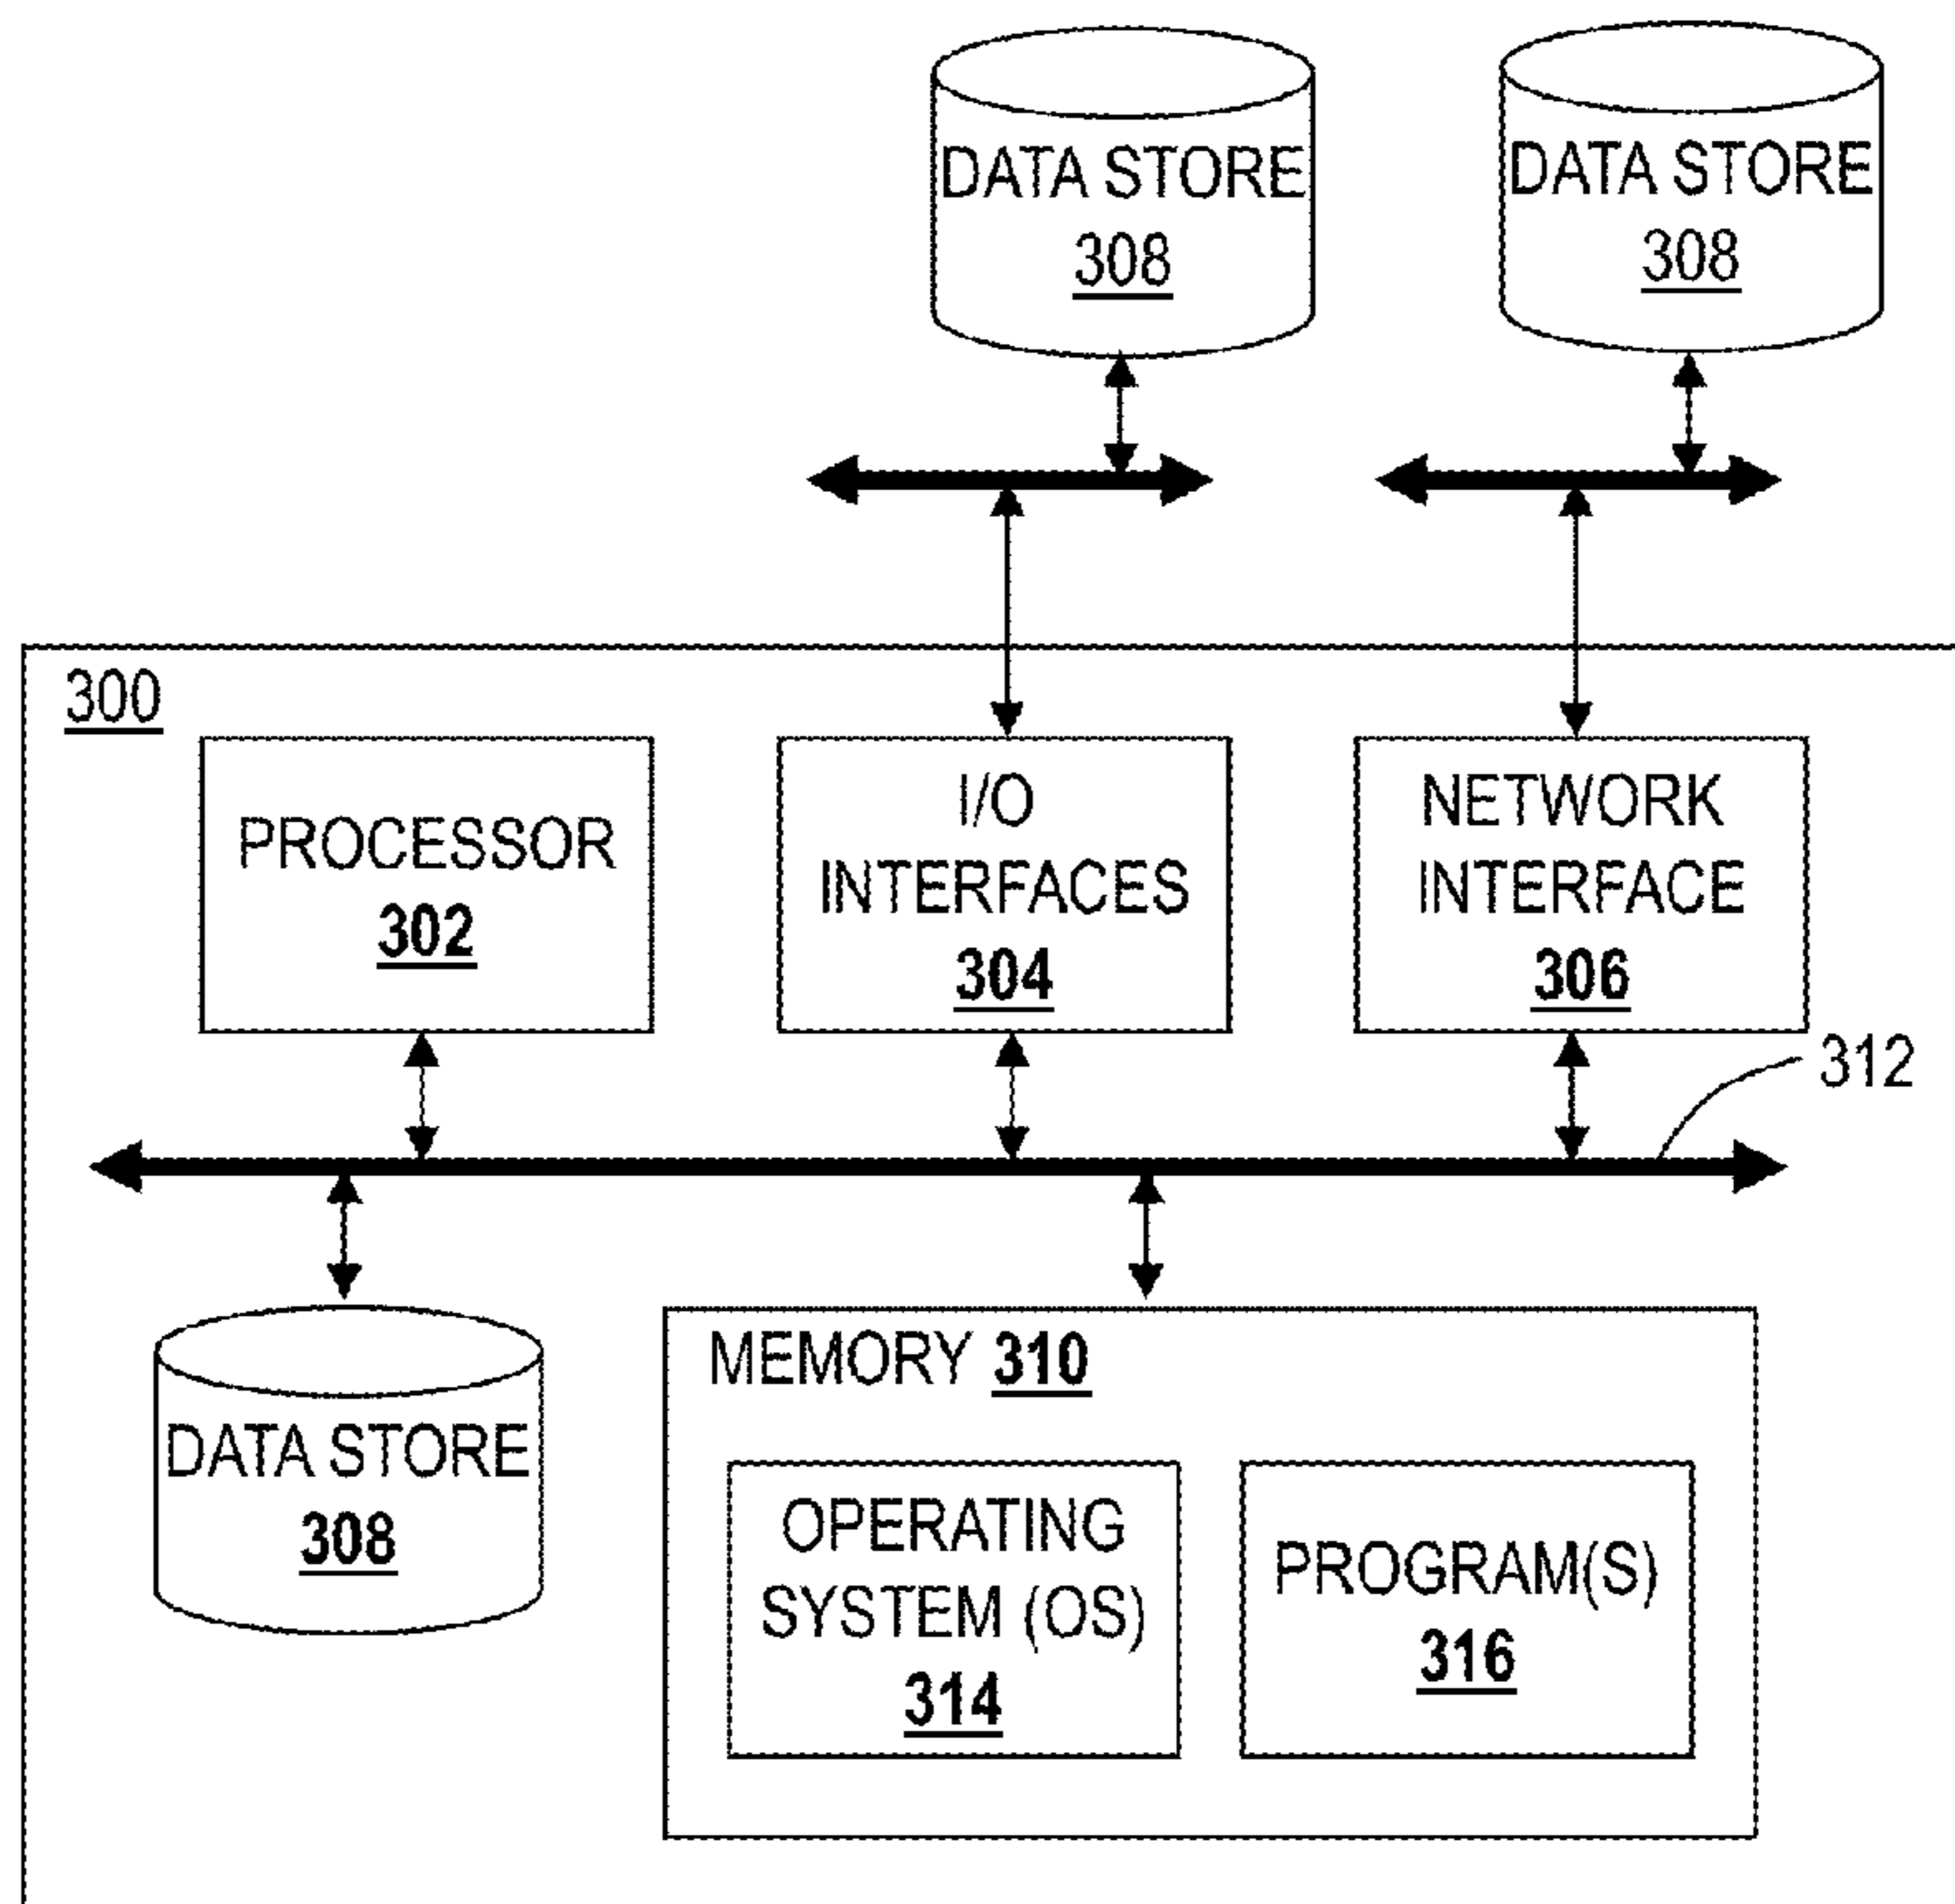 DATA STORE
308
DATA STORE
308
300
PROCESSOR
302
I/O
INTERFACES
304
NETWORK
INTERFACE
306
312
DATA STORE
308
MEMORY 310
OPERATING
SYSTEM (OS)
314
PROGRAM(S)
316